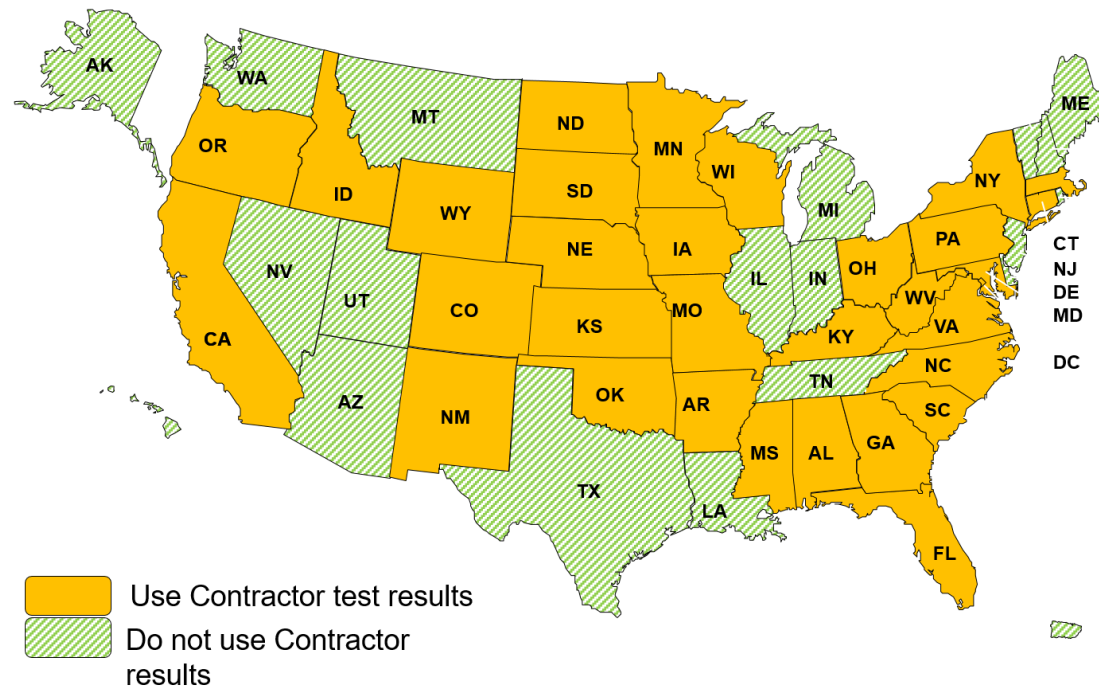 AK
WA
ME
MT
ND
MN
OR
WI
NY
SD
ID
MI
WY
PA
CT
IA
NE
NJ
OH
NV
IL
IN
DE
UT
WV
CO
MO
MD
KS
VA
KY
CA
DC
NC
TN
OK
AZ
AR
SC
NM
GA
MS
AL
TX
LA
FL
Use Contractor test results
Do not use Contractor
results